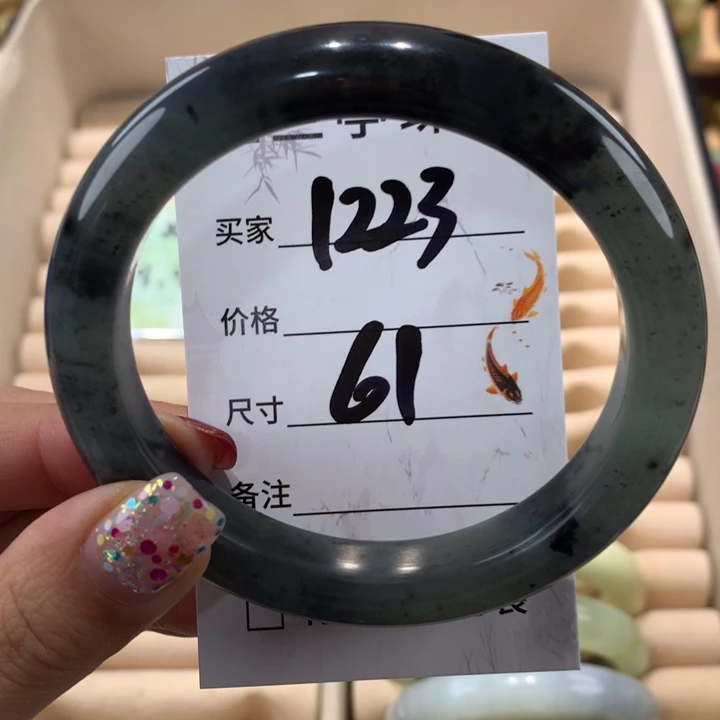 买家 1223
价格
尺寸 61
备注